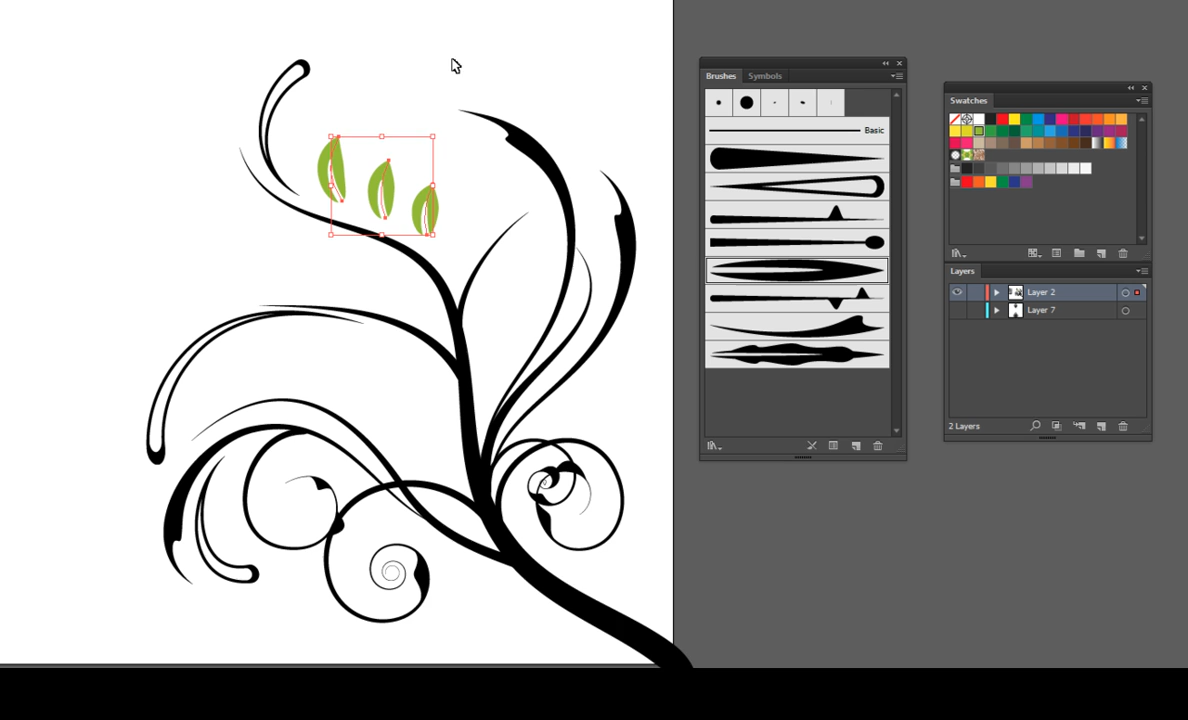 Brushes Symbols
Basic
Swatches
Layers
Layer 2
Layer 7
2 Layers